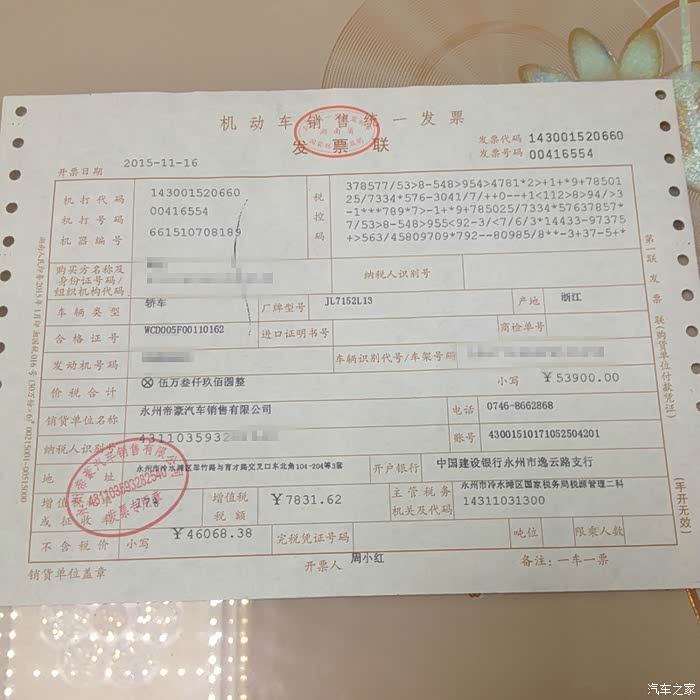 机动车销售统一发票
发票联
发票代码 143001520660
发票号码 00416554
开票日期 2015-11-16
机打代码 143001520660
机打号码 00416554
机器编号 661510708189
税控码
378577/53>8-548>954>4781*2>+1+*9+78501
25/7334*576-3041/7/++0--+1<112>8>94/>3
-1***789*7>-1+*9+785025/7334*57637857*
7/53>8-548>955<92-3/<7/6/3*14433-97375
+>563/45809709*792--80985/8**-3+37-5+*
购买方名称及身份证号码/组织机构代码
纳税人识别号
车辆类型 轿车 厂牌型号 JL7152L13 产地 浙江
合格证号 WCD005F00110162 进口证明书号 商检单号
发动机号码 车辆识别代号/车架号码
价税合计 ⊗伍万叁仟玖佰圆整 小写 ￥53900.00
销货单位名称 永州帝豪汽车销售有限公司 电话 0746-8662868
纳税人识别号 4311035932 账号 43001510171052504201
地址 永州市冷水滩区翠竹路与育才路交叉口东北角104-204等3套 开户银行 中国建设银行永州市逸云路支行
增值税税率或征收率 增值税税额 ￥7831.62 主管税务机关及代码 永州市冷水滩区国家税务局税源管理二科
14311031300
不含税价 小写 ￥46068.38 完税凭证号码 吨位 限乘人数
销货单位盖章 开票人 周小红 备注：一车一票
第一联 发票联(购货单位付款凭证)
(手开无效)
汽车之家